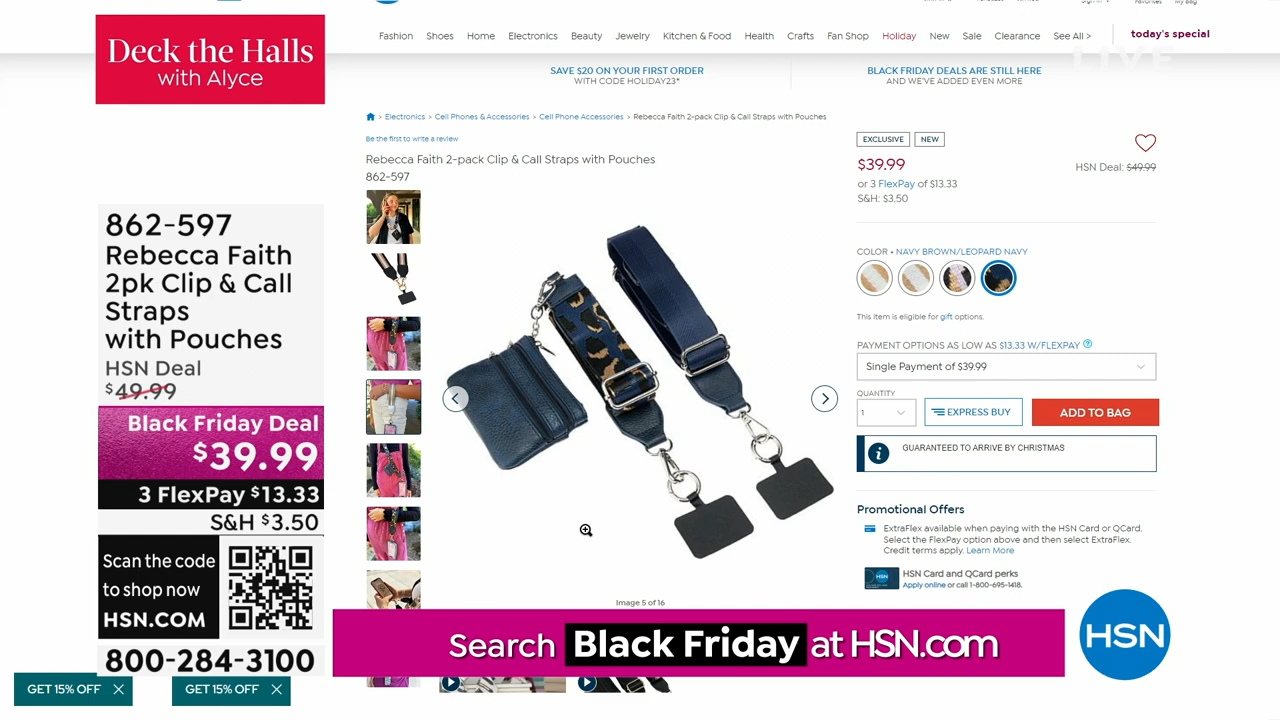 Deck the Halls
with Alyce
Fashion Shoes Home Electronics Beauty Jewelry Kitchen & Food Health Crafts Fan Shop Holiday New Sale Clearance See All >
today's special
LIVE
SAVE $20 ON YOUR FIRST ORDER
WITH CODE HOLIDAY23*
BLACK FRIDAY DEALS ARE STILL HERE
AND WE'VE ADDED EVEN MORE
> Electronics > Cell Phones & Accessories > Cell Phone Accessories > Rebecca Faith 2-pack Clip & Call Straps with Pouches
Be the first to write a review
Rebecca Faith 2-pack Clip & Call Straps with Pouches
862-597
EXCLUSIVE
NEW
$39.99
HSN Deal: $49.99
or 3 FlexPay of $13.33
S&H: $3.50
COLOR • NAVY BROWN/LEOPARD NAVY
This item is eligible for gift options.
PAYMENT OPTIONS AS LOW AS $13.33 W/FLEXPAY ?
Single Payment of $39.99
QUANTITY
1
EXPRESS BUY
ADD TO BAG
GUARANTEED TO ARRIVE BY CHRISTMAS
Promotional Offers
ExtraFlex available when paying with the HSN Card or QCard.
Select the FlexPay option above and then select ExtraFlex.
Credit terms apply. Learn More
HSN
HSN Card and QCard perks
Apply online or call 1-800-695-1418.
Image 5 of 16
862-597
Rebecca Faith
2pk Clip & Call
Straps
with Pouches
HSN Deal
$49.99
Black Friday Deal
$39.99
3 FlexPay $13.33
S&H $3.50
Scan the code
to shop now
HSN.COM
800-284-3100
GET 15% OFF
GET 15% OFF
Search Black Friday at HSN.com
HSN